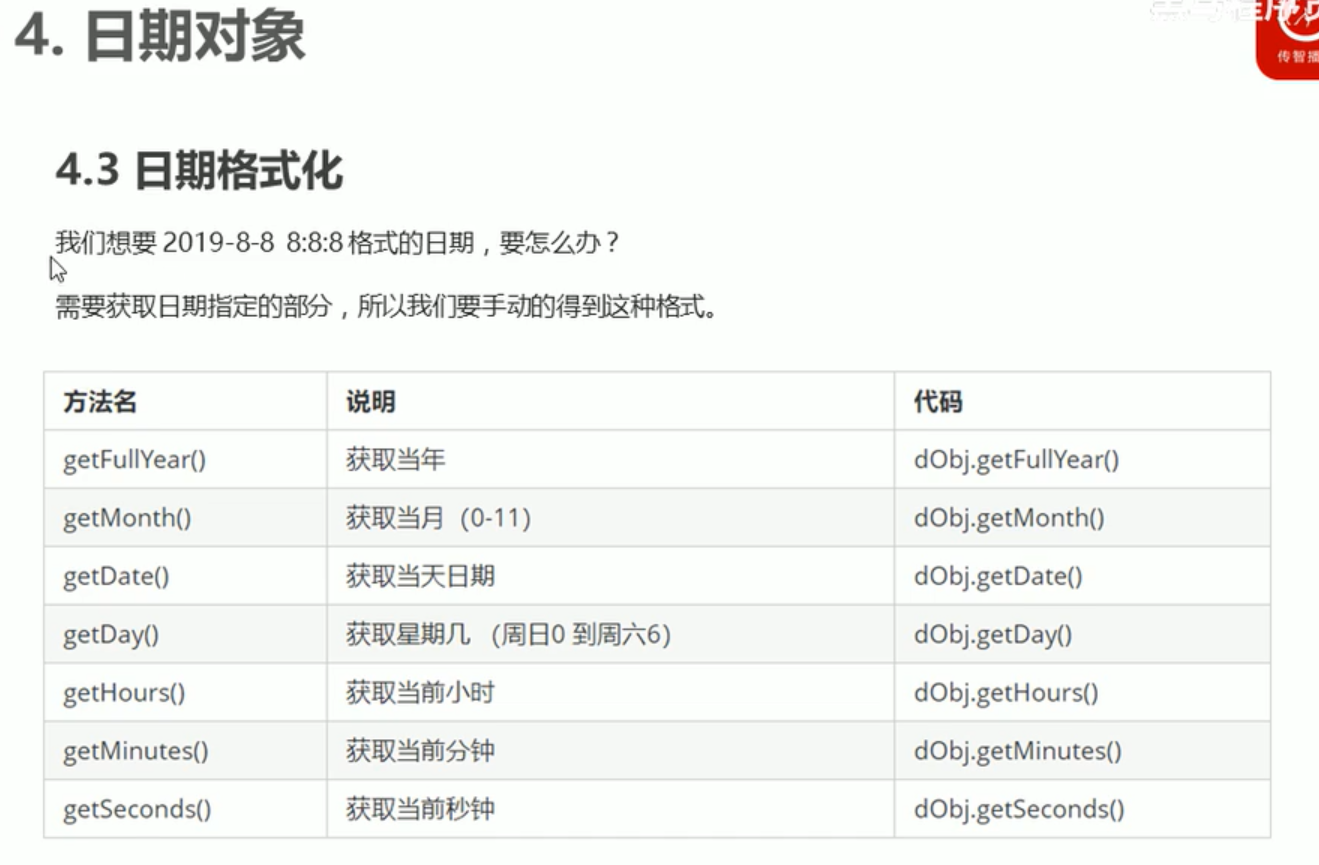 4. 日期对象
传智播
4.3 日期格式化
我们想要 2019-8-8 8:8:8 格式的日期，要怎么办？
需要获取日期指定的部分，所以我们要手动的得到这种格式。
方法名 说明 代码
getFullYear() 获取当年 dObj.getFullYear()
getMonth() 获取当月（0-11） dObj.getMonth()
getDate() 获取当天日期 dObj.getDate()
getDay() 获取星期几 （周日0 到周六6） dObj.getDay()
getHours() 获取当前小时 dObj.getHours()
getMinutes() 获取当前分钟 dObj.getMinutes()
getSeconds() 获取当前秒钟 dObj.getSeconds()